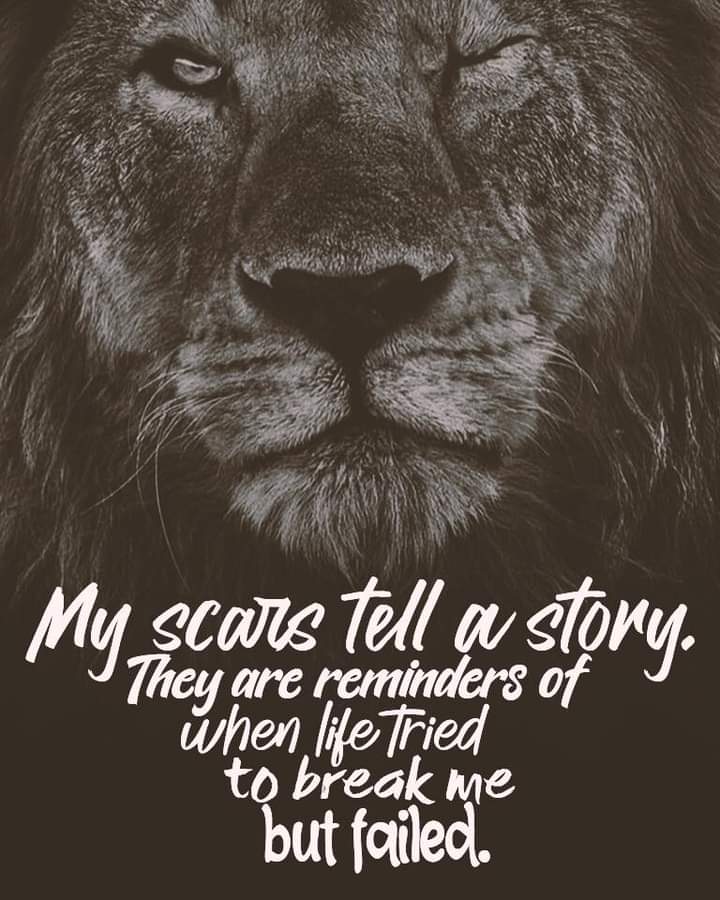 My scars tell a story.
They are reminders of
when life tried
to break me
but failed.